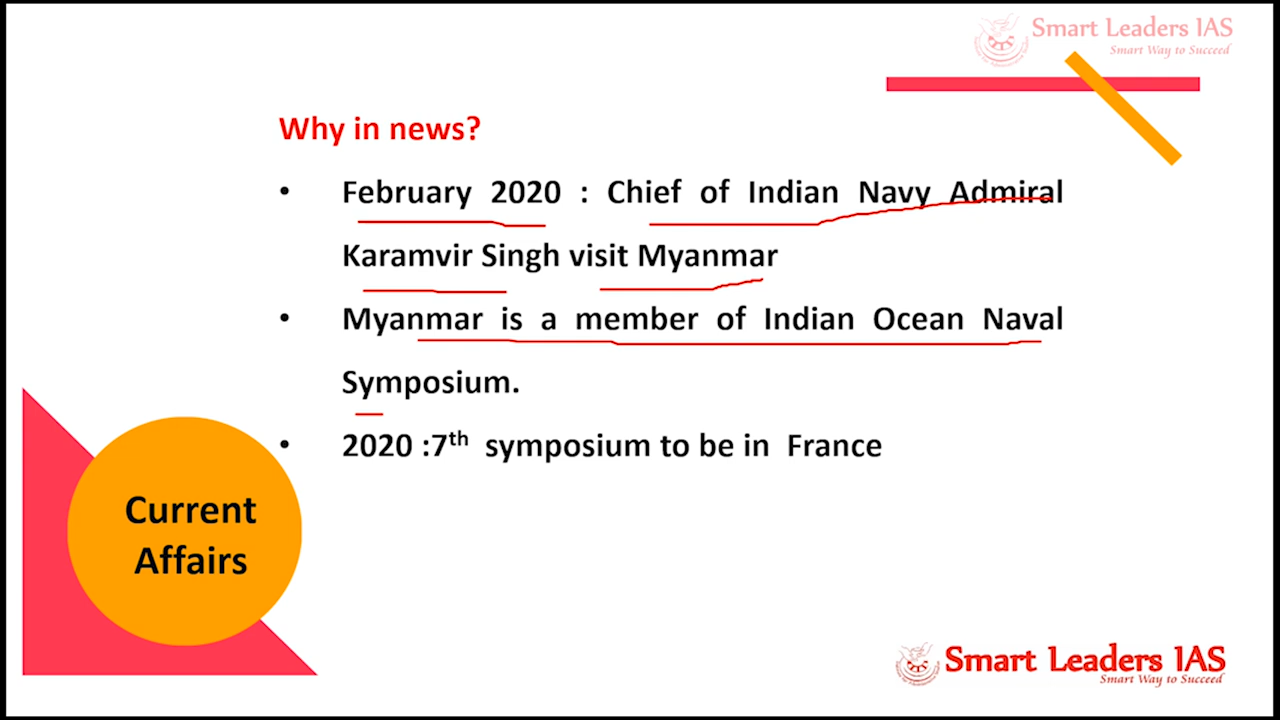 Smart Leaders IAS
Smart Way to Succeed
Why in news?
• February 2020 : Chief of Indian Navy Admiral
Karamvir Singh visit Myanmar
• Myanmar is a member of Indian Ocean Naval
Symposium.
• 2020 :7th symposium to be in France
Current
Affairs
Smart Leaders IAS
Smart Way to Succeed